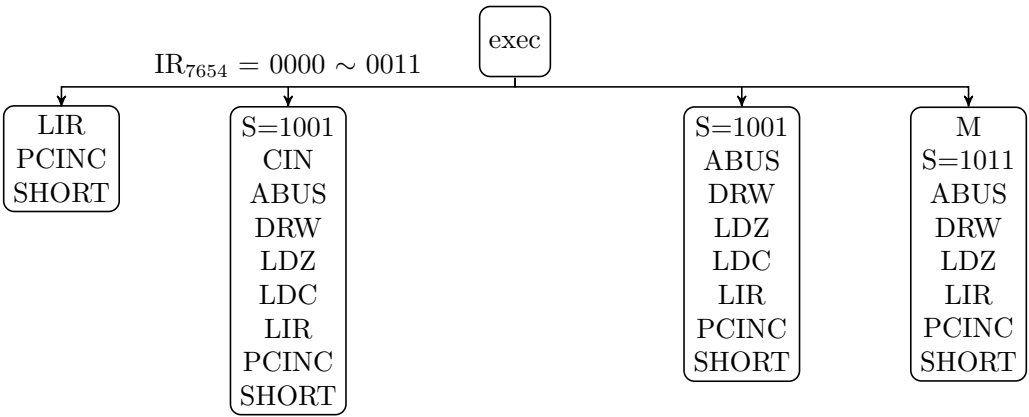 exec
IR₇₆₅₄ = 0000 ∼ 0011
LIR
PCINC
SHORT
S=1001
CIN
ABUS
DRW
LDZ
LDC
LIR
PCINC
SHORT
S=1001
ABUS
DRW
LDZ
LDC
LIR
PCINC
SHORT
M
S=1011
ABUS
DRW
LDZ
LIR
PCINC
SHORT